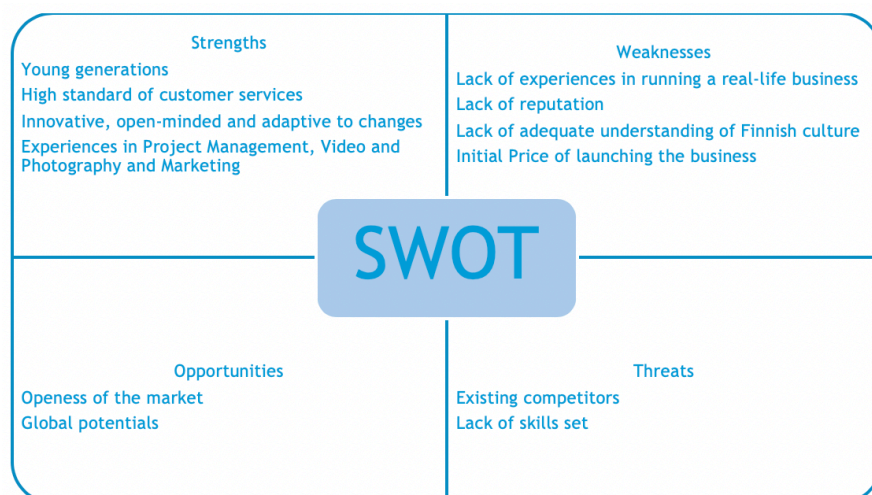 Strengths
Young generations
High standard of customer services
Innovative, open-minded and adaptive to changes
Experiences in Project Management, Video and
Photography and Marketing
Weaknesses
Lack of experiences in running a real-life business
Lack of reputation
Lack of adequate understanding of Finnish culture
Initial Price of launching the business
SWOT
Opportunities
Openess of the market
Global potentials
Threats
Existing competitors
Lack of skills set